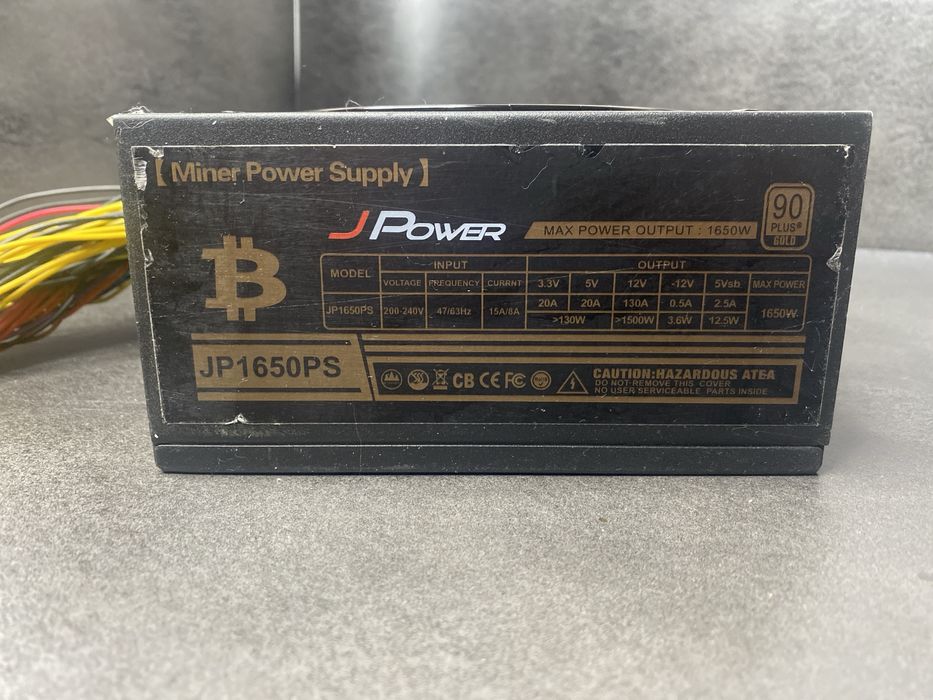 【Miner Power Supply】
J POWER
MAX POWER OUTPUT : 1650W
90
PLUS®
GOLD
MODEL INPUT OUTPUT
VOLTAGE FREQUENCY CURRNT 3.3V 5V 12V -12V 5Vsb MAX POWER
JP1650PS 200-240V 47/63Hz 15A/8A 20A 20A 130A 0.5A 2.5A 1650W
>130W >1500W 3.6W 12.5W
JP1650PS
CB CE FC
CAUTION:HAZARDOUS ATEA
DO NOT REMOVE THIS COVER
NO USER SERVICEABLE PARTS INSIDE